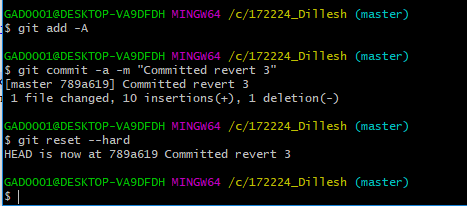 GAD0001@DESKTOP-VA9DFDH MINGW64 /c/172224_Dillesh (master)
$ git add -A
GAD0001@DESKTOP-VA9DFDH MINGW64 /c/172224_Dillesh (master)
$ git commit -a -m "Committed revert 3"
[master 789a619] Committed revert 3
1 file changed, 10 insertions(+), 1 deletion(-)
GAD0001@DESKTOP-VA9DFDH MINGW64 /c/172224_Dillesh (master)
$ git reset --hard
HEAD is now at 789a619 Committed revert 3
GAD0001@DESKTOP-VA9DFDH MINGW64 /c/172224_Dillesh (master)
$